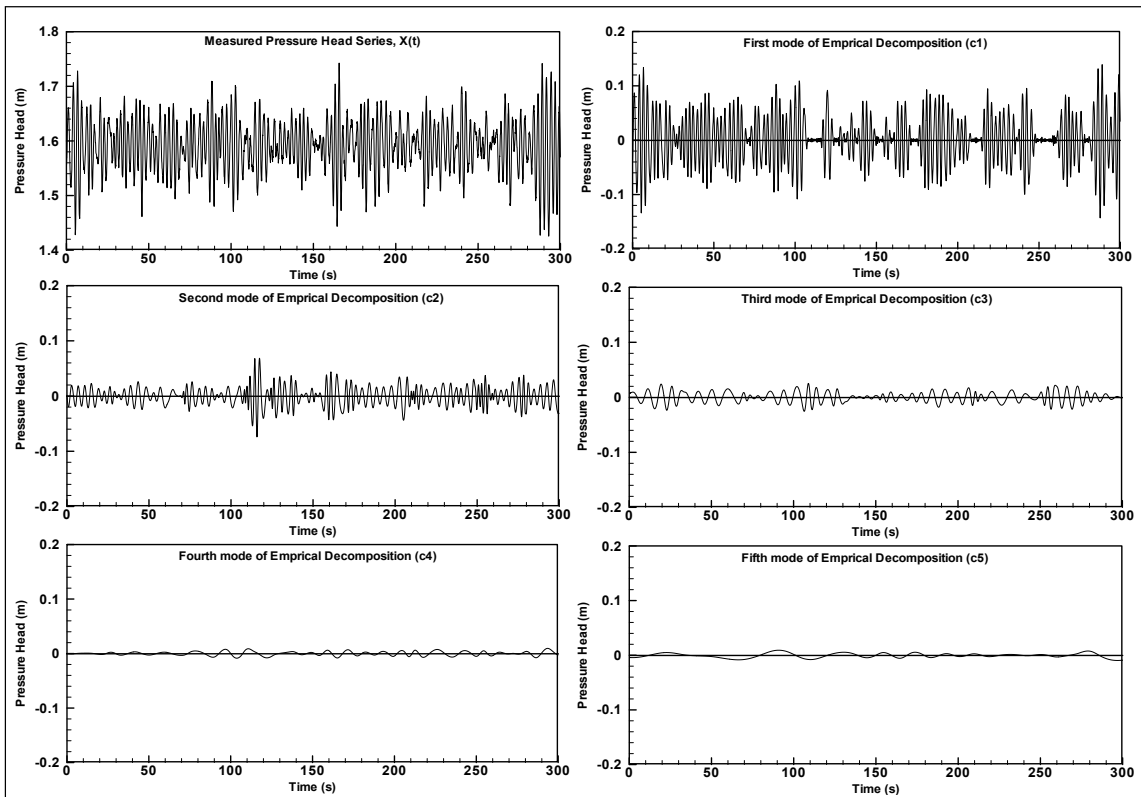 Measured Pressure Head Series, X(t)
Pressure Head (m)
1.8
1.7
1.6
1.5
1.4
0 50 100 150 200 250 300
Time (s)
First mode of Emprical Decomposition (c1)
Pressure Head (m)
0.2
0.1
0
-0.1
-0.2
0 50 100 150 200 250 300
Time (s)
Second mode of Emprical Decomposition (c2)
Pressure Head (m)
0.2
0.1
0
-0.1
-0.2
0 50 100 150 200 250 300
Time (s)
Third mode of Emprical Decomposition (c3)
Pressure Head (m)
0.2
0.1
0
-0.1
-0.2
0 50 100 150 200 250 300
Time (s)
Fourth mode of Emprical Decomposition (c4)
Pressure Head (m)
0.2
0.1
0
-0.1
-0.2
0 50 100 150 200 250 300
Time (s)
Fifth mode of Emprical Decomposition (c5)
Pressure Head (m)
0.2
0.1
0
-0.1
-0.2
0 50 100 150 200 250 300
Time (s)